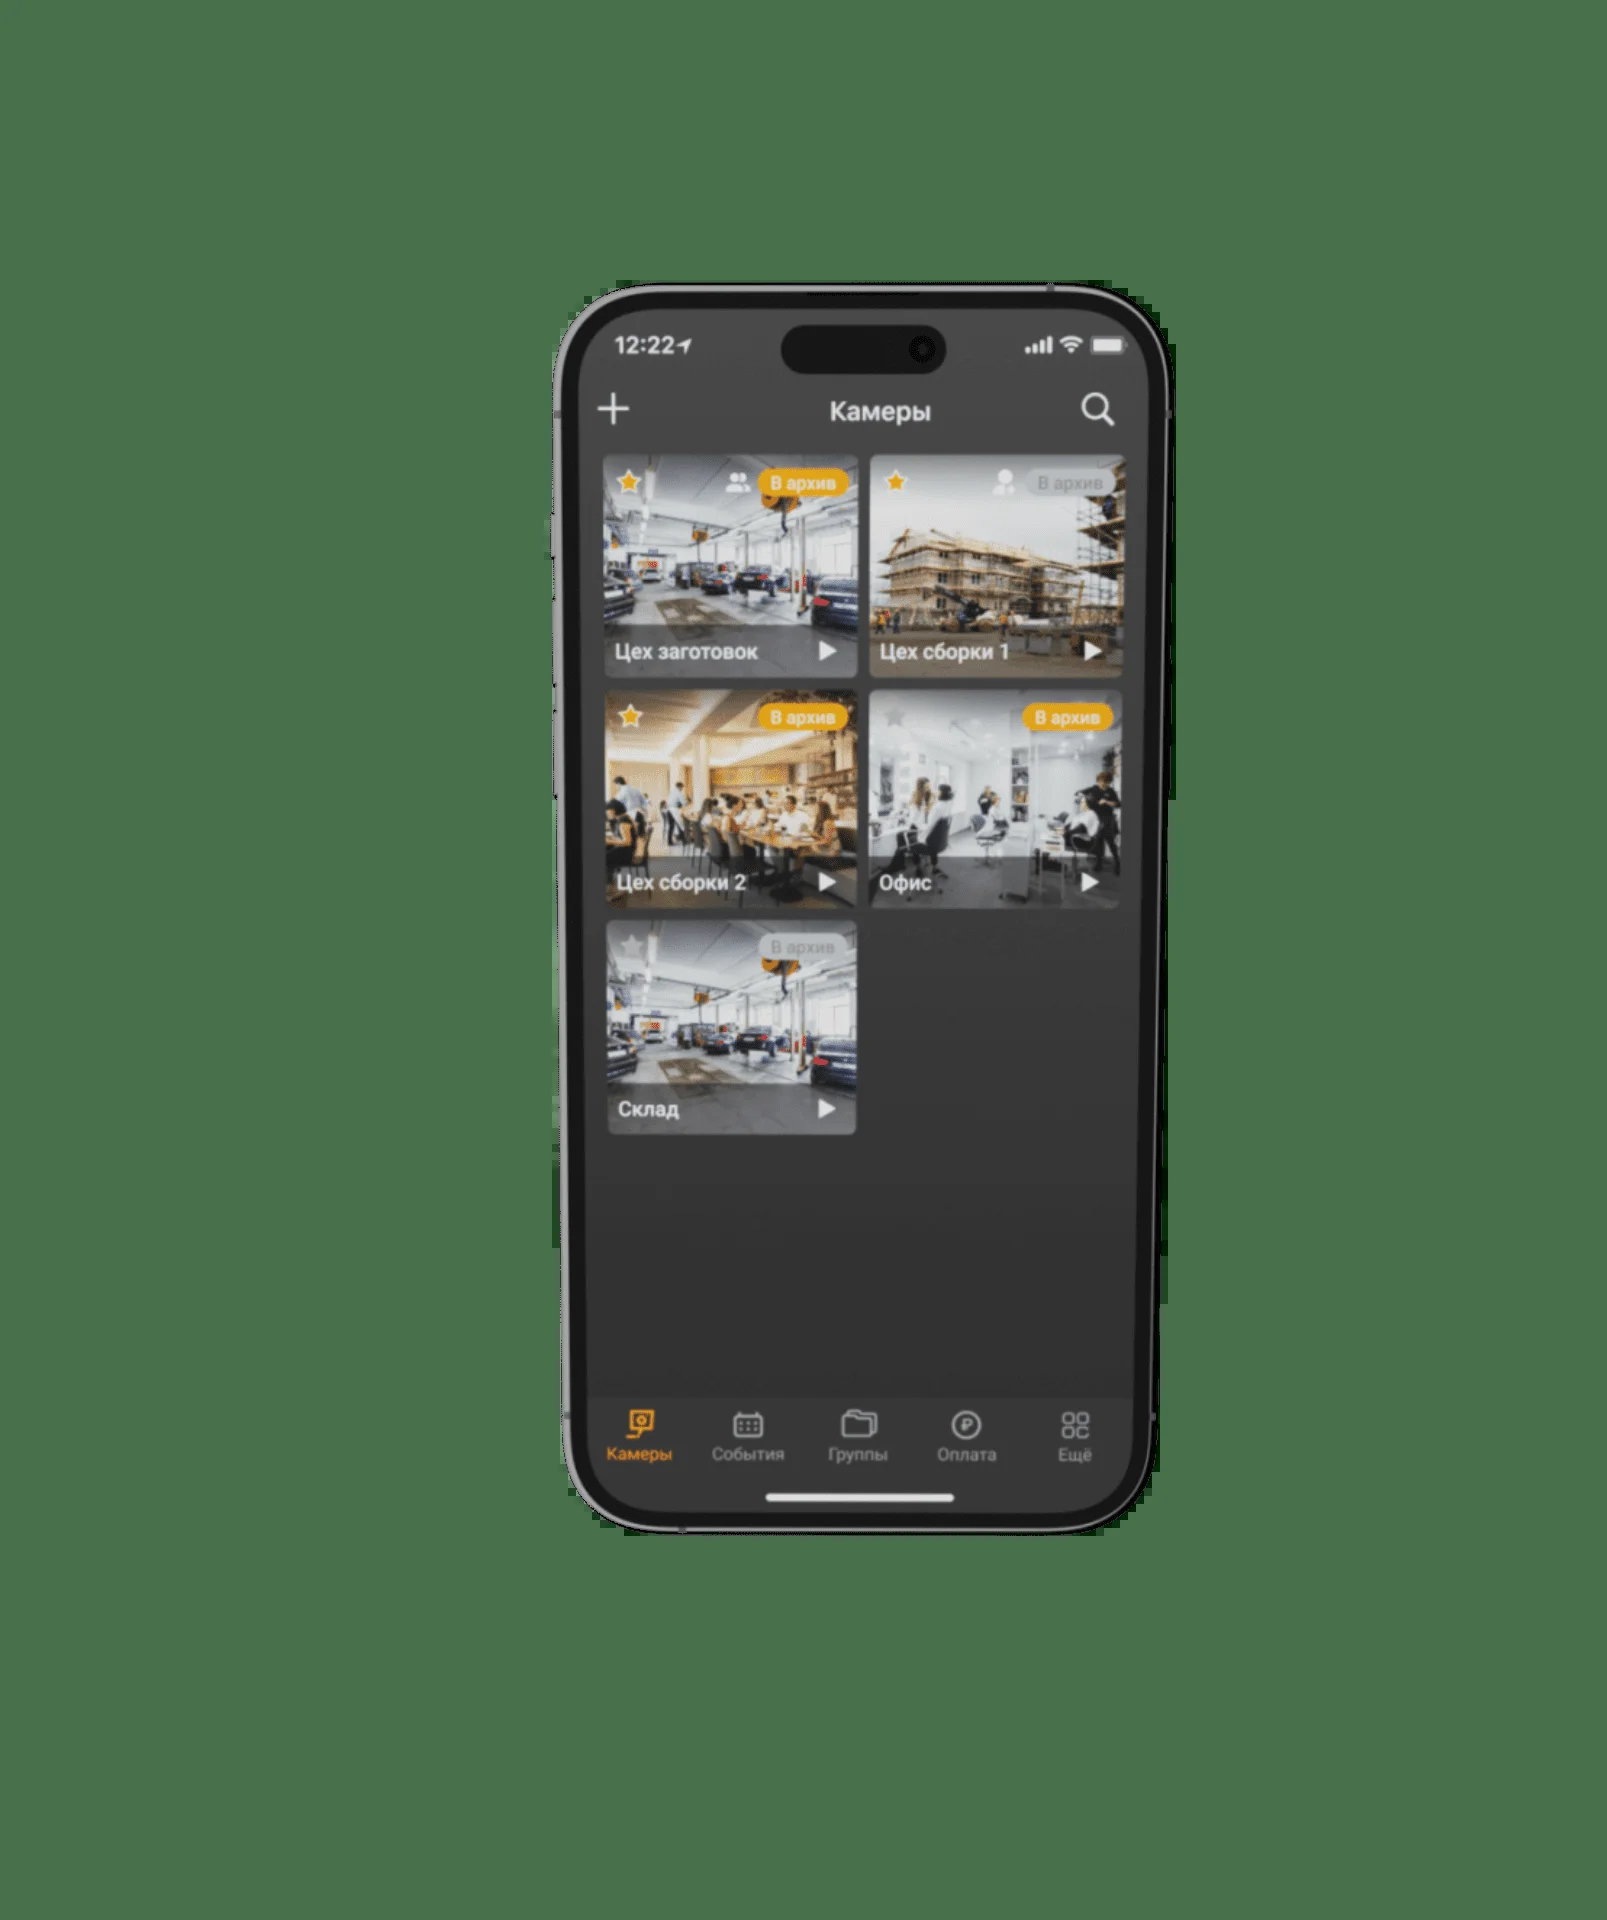 12:22
Камеры
В архив
В архив
Цех заготовок
Цех сборки 1
В архив
В архив
Цех сборки 2
Офис
В архив
Склад
Камеры
События
Группы
Оплата
Ещё